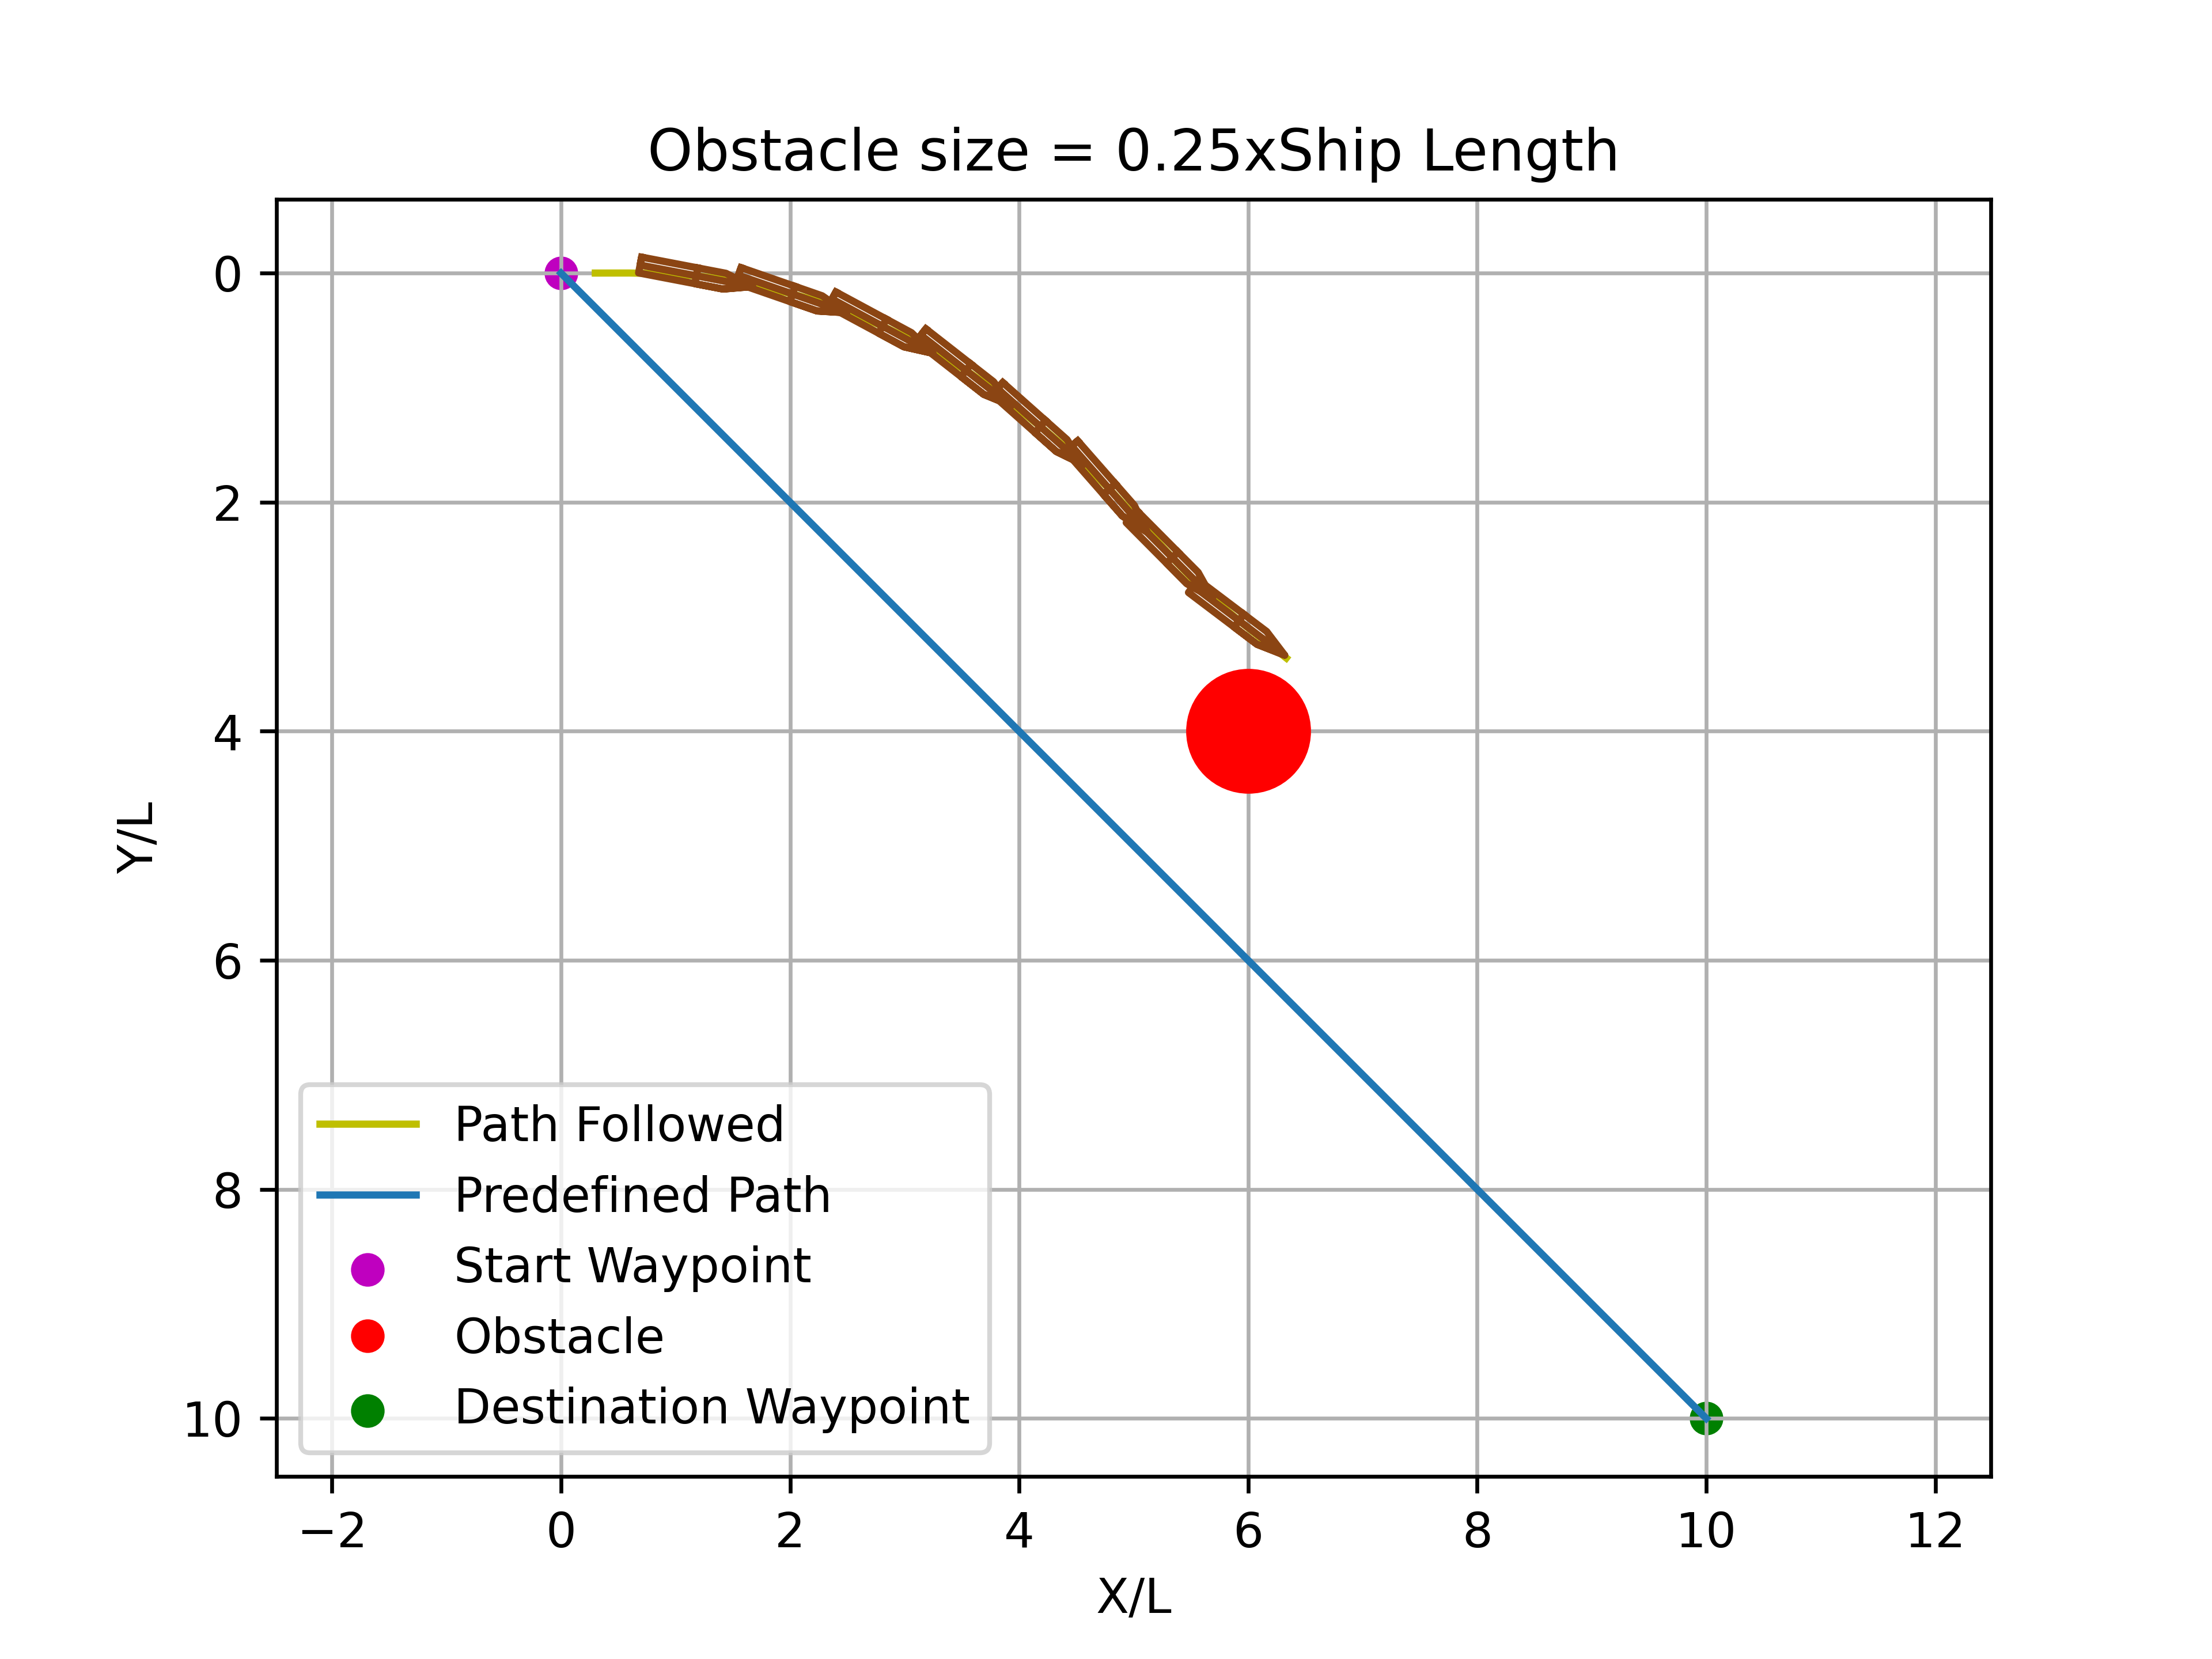 Obstacle size = 0.25xShip Length
0
2
4
6
8
10
Y/L
Path Followed
Predefined Path
Start Waypoint
Obstacle
Destination Waypoint
−2 0 2 4 6 8 10 12
X/L